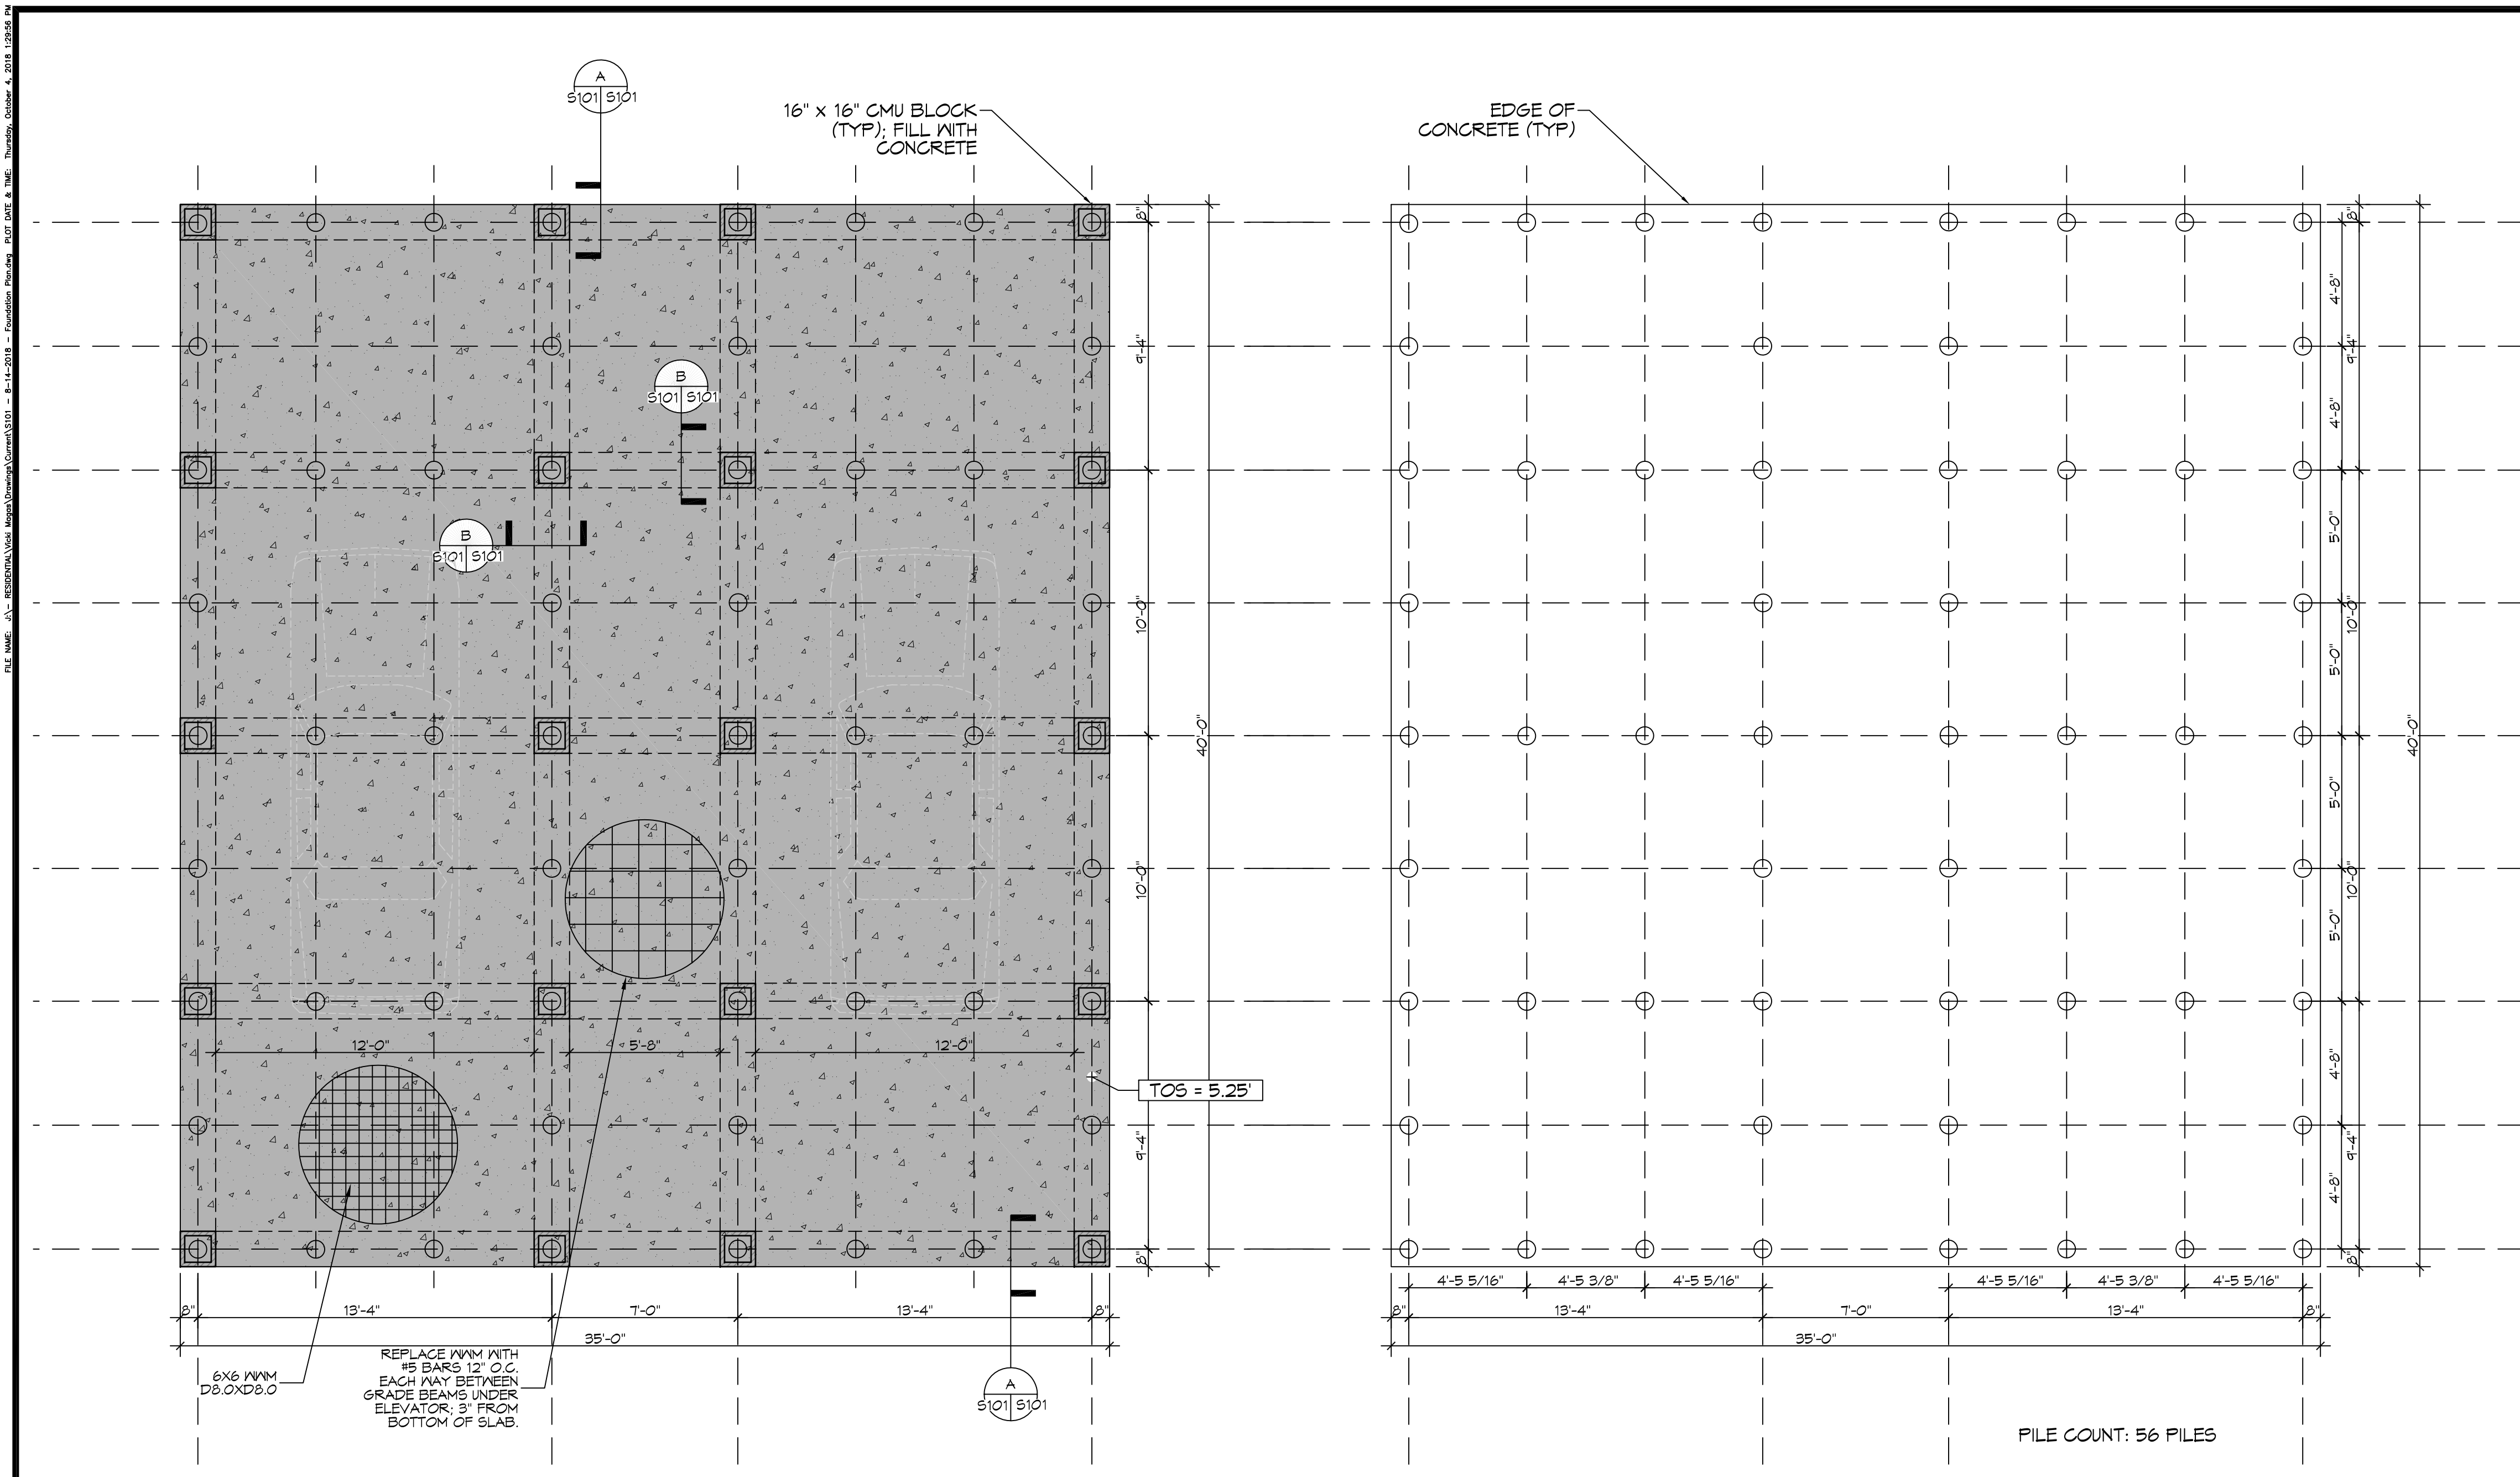 FILE NAME: J:\- RESIDENTIAL\Vicki Magas\Drawings\Current\S101 - 8-14-2018 - Foundation Plan.dwg PLOT DATE & TIME: Thursday, October 4, 2018 1:29:56 PM
A
S101 S101
16" X 16" CMU BLOCK
(TYP); FILL WITH
CONCRETE
B
S101 S101
B
S101 S101
8"
9'-4"
10'-0"
40'-0"
10'-0"
9'-4"
8"
12'-0"
5'-8"
12'-0"
TOS = 5.25'
8"
13'-4"
7'-0"
13'-4"
8"
35'-0"
6X6 WWM
D8.0XD8.0
REPLACE WWM WITH
#5 BARS 12" O.C.
EACH WAY BETWEEN
GRADE BEAMS UNDER
ELEVATOR; 3" FROM
BOTTOM OF SLAB.
A
S101 S101
EDGE OF
CONCRETE (TYP)
8"
4'-8"
9'-4"
4'-8"
5'-0"
10'-0"
5'-0"
40'-0"
5'-0"
10'-0"
5'-0"
4'-8"
9'-4"
4'-8"
8"
4'-5 5/16"
4'-5 3/8"
4'-5 5/16"
4'-5 5/16"
4'-5 3/8"
4'-5 5/16"
8"
13'-4"
7'-0"
13'-4"
8"
35'-0"
PILE COUNT: 56 PILES